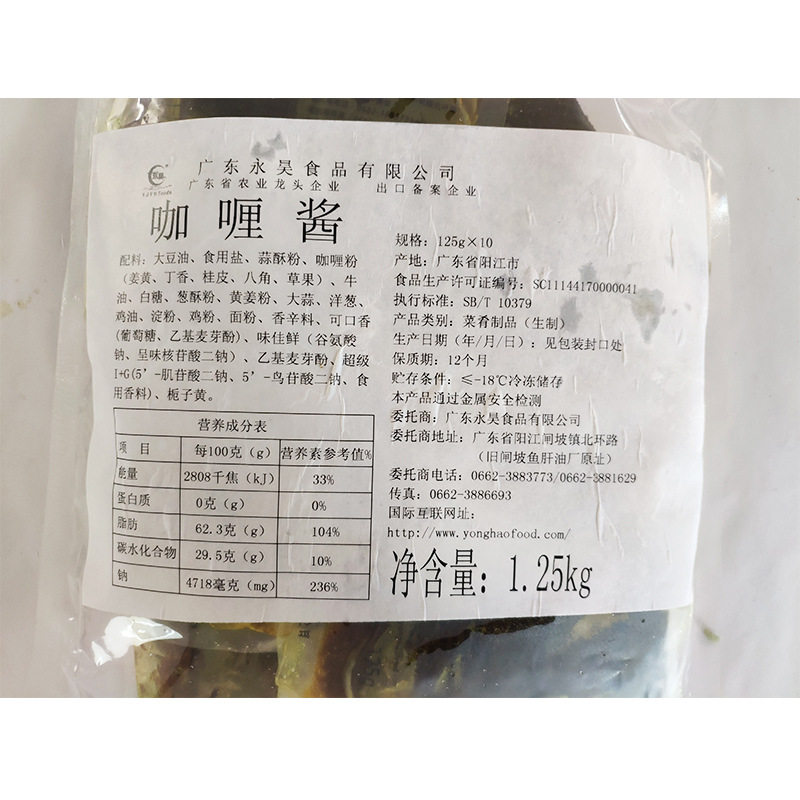 YJYH Foods
广东永昊食品有限公司
广东省农业龙头企业 出口备案企业
咖喱酱
配料：大豆油、食用盐、蒜酥粉、咖喱粉
(姜黄、丁香、桂皮、八角、草果）、牛
油、白糖、葱酥粉、黄姜粉、大蒜、洋葱、
鸡油、淀粉、鸡粉、面粉、香辛料、可口香
(葡萄糖、乙基麦芽酚）、味佳鲜（谷氨酸
钠、呈味核苷酸二钠）、乙基麦芽酚、超级
I+G(5’-肌苷酸二钠、5’-鸟苷酸二钠、食
用香料)、栀子黄。
营养成分表
项 目 每100克（g） 营养素参考值%
能量 2808千焦（kJ） 33%
蛋白质 0克（g） 0%
脂肪 62.3克（g） 104%
碳水化合物 29.5克（g） 10%
钠 4718毫克（mg） 236%
规格：125g×10
产地：广东省阳江市
食品生产许可证编号：SC11144170000041
执行标准：SB/T 10379
产品类别：菜肴制品（生制）
生产日期（年/月/日）：见包装封口处
保质期：12个月
贮存条件：≤-18℃冷冻储存
本产品通过金属安全检测
委托商：广东永昊食品有限公司
委托商地址：广东省阳江闸坡镇北环路
（旧闸坡鱼肝油厂原址）
委托商电话：0662-3883773/0662-3881629
传真：0662-3886693
国际互联网址：
http://www.yonghaofood.com/
净含量：1.25kg